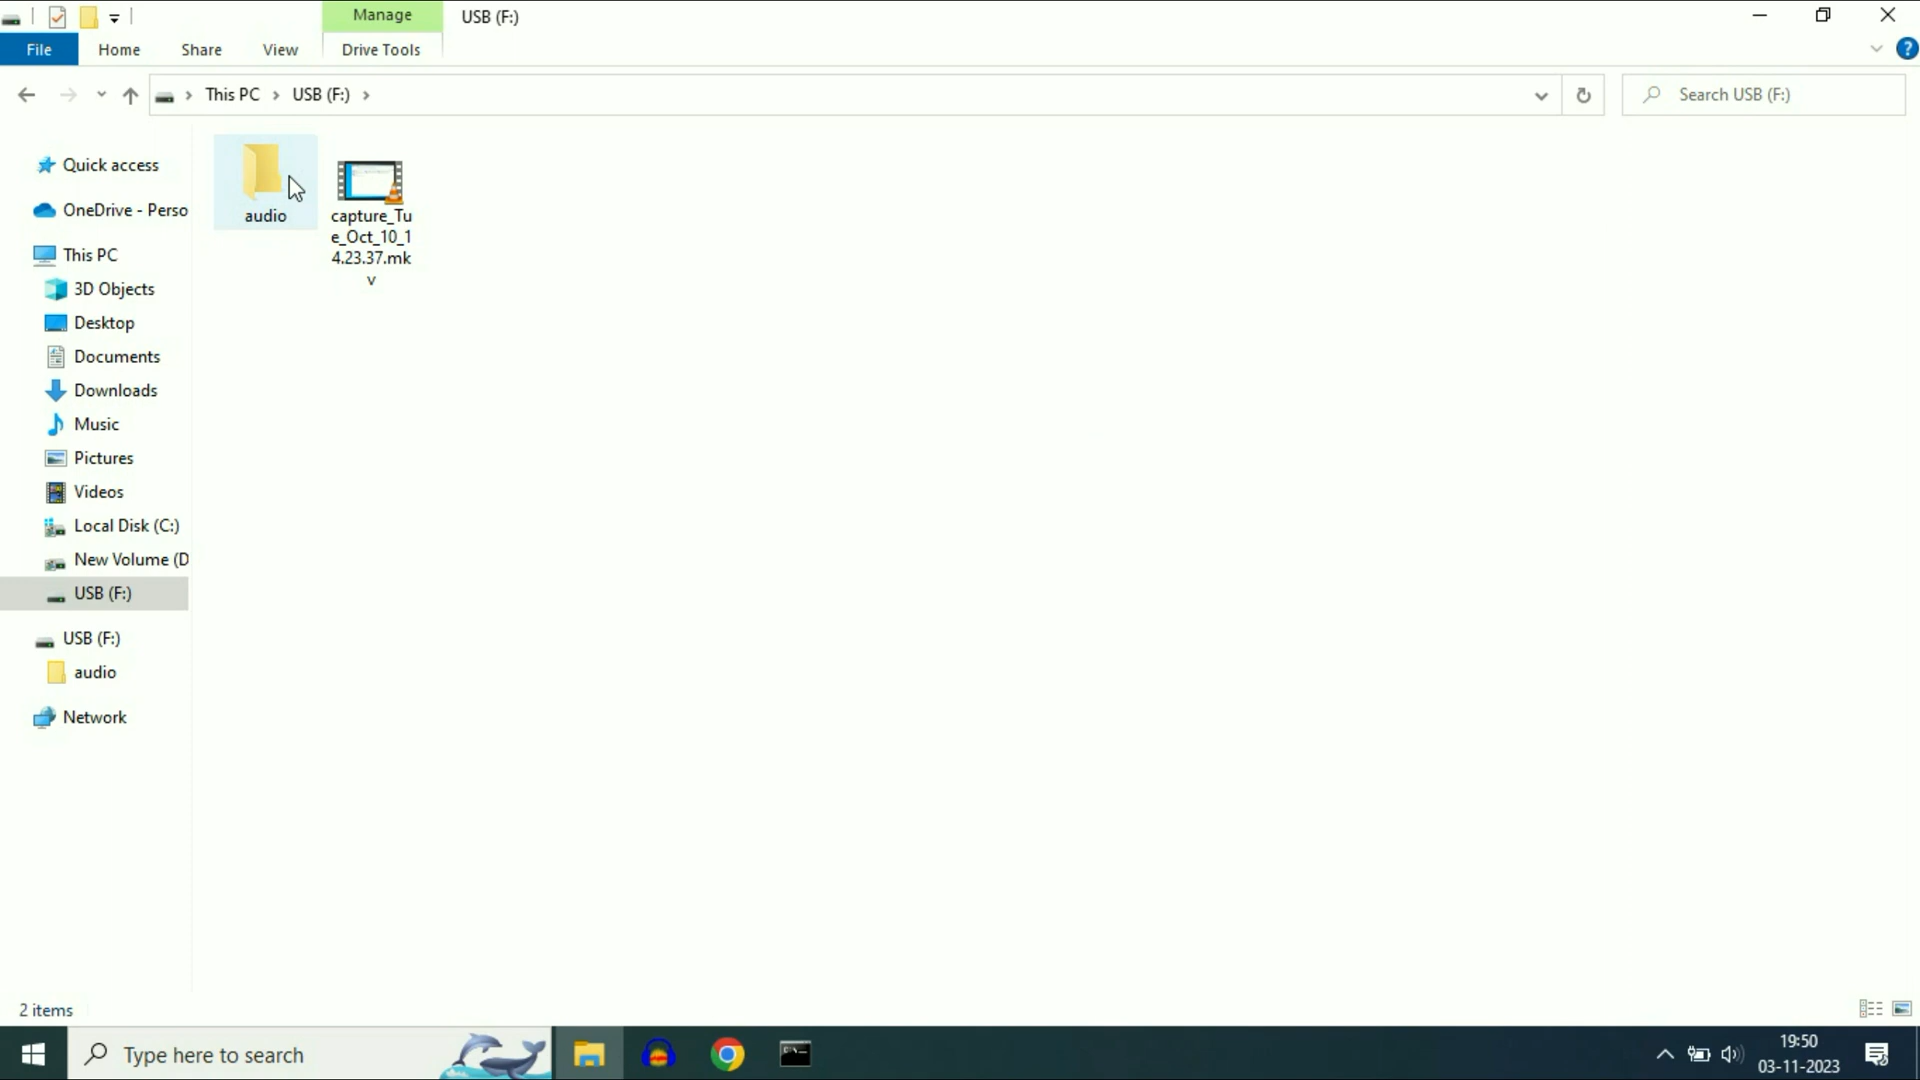 Manage
USB (F:)
File
Home
Share
View
Drive Tools
This PC
USB (F:)
Search USB (F:)
Quick access
OneDrive - Perso
This PC
3D Objects
Desktop
Documents
Downloads
Music
Pictures
Videos
Local Disk (C:)
New Volume (D
USB (F:)
USB (F:)
audio
Network
audio
capture_Tu
e_Oct_10_1
4.23.37.mk
v
2 items
Type here to search
19:50
03-11-2023